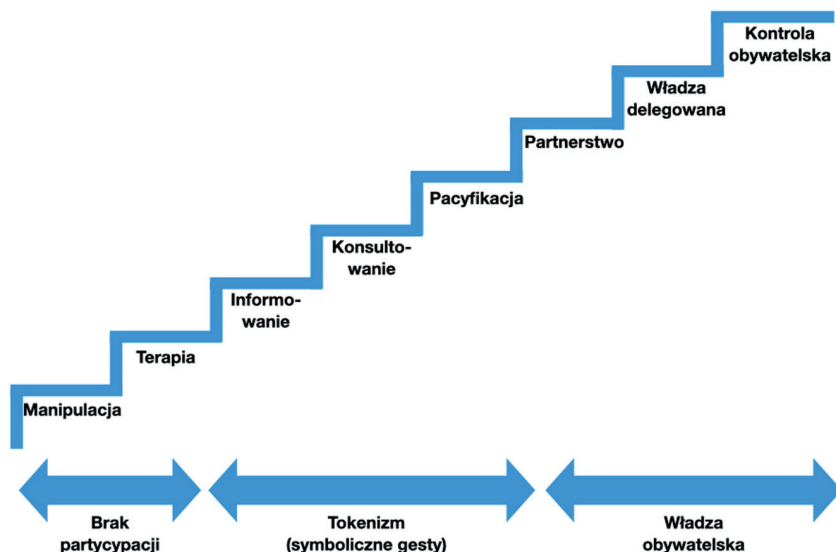 Kontrola
obywatelska
Władza
delegowana
Partnerstwo
Pacyfikacja
Konsulto-
wanie
Informo-
wanie
Terapia
Manipulacja
Brak
partycypacji
Tokenizm
(symboliczne gesty)
Władza
obywatelska